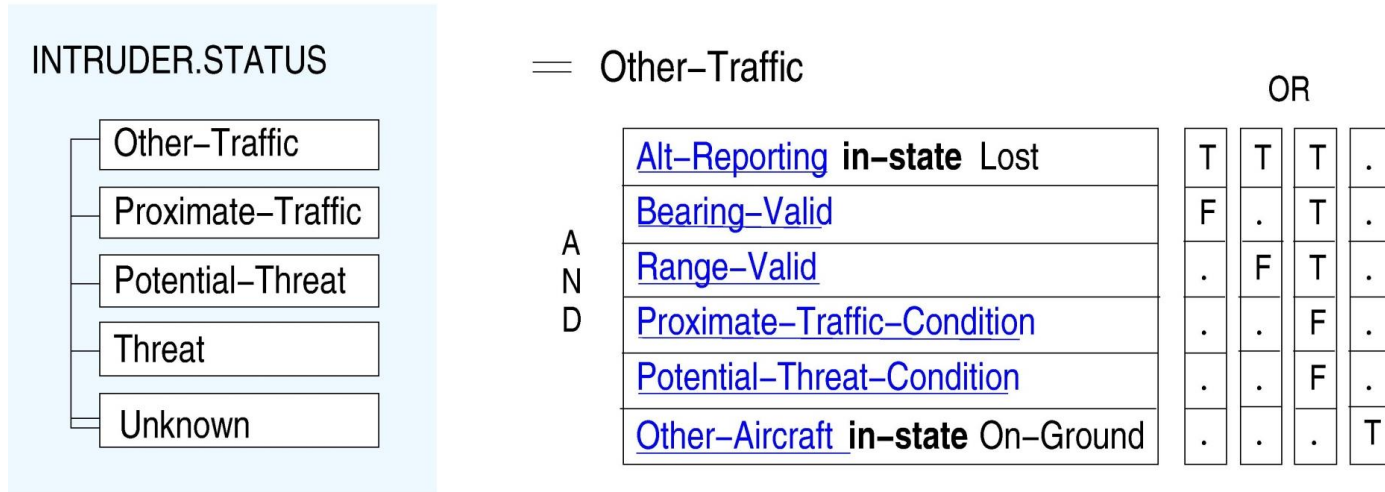 INTRUDER.STATUS
Other–Traffic
Proximate–Traffic
Potential–Threat
Threat
Unknown
= Other–Traffic
OR
A
N
D
Alt–Reporting in–state Lost T T T .
Bearing–Valid F . T .
Range–Valid . F T .
Proximate–Traffic–Condition . . F .
Potential–Threat–Condition . . F .
Other–Aircraft in–state On–Ground . . . T